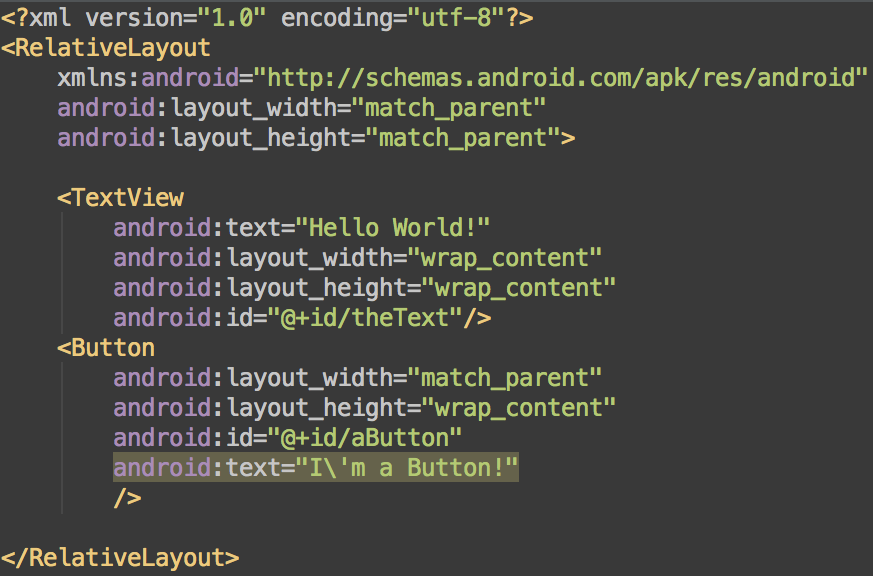 <?xml version="1.0" encoding="utf-8"?>
<RelativeLayout
    xmlns:android="http://schemas.android.com/apk/res/android"
    android:layout_width="match_parent"
    android:layout_height="match_parent">

    <TextView
        android:text="Hello World!"
        android:layout_width="wrap_content"
        android:layout_height="wrap_content"
        android:id="@+id/theText"/>
    <Button
        android:layout_width="match_parent"
        android:layout_height="wrap_content"
        android:id="@+id/aButton"
        android:text="I\'m a Button!"
        />

</RelativeLayout>